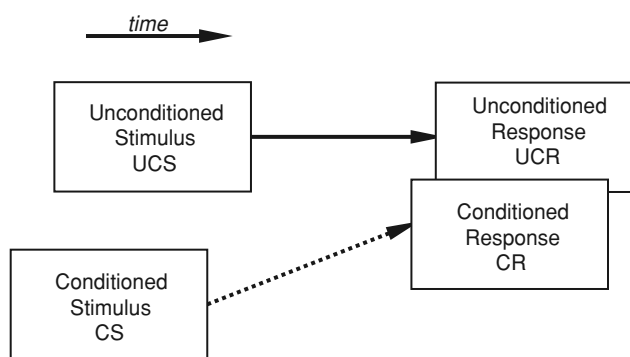 time
Unconditioned
Stimulus
UCS
Unconditioned
Response
UCR
Conditioned
Response
CR
Conditioned
Stimulus
CS